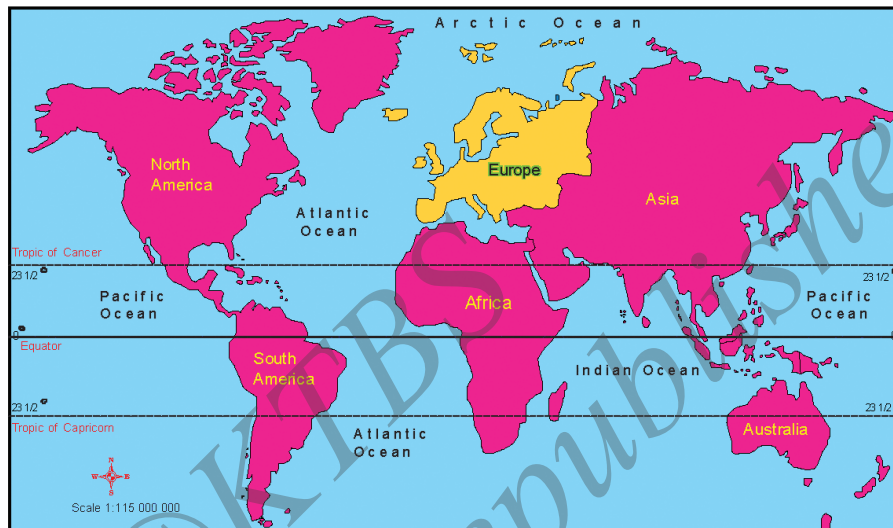 Arctic Ocean
North
America
Europe
Asia
Atlantic
Ocean
Tropic of Cancer
23 1/2
23 1/2
Pacific
Ocean
Africa
Pacific
Ocean
0
Equator
South
America
Indian Ocean
23 1/2
23 1/2
Tropic of Capricorn
Atlantic
Ocean
Australia
N
W E
S
Scale 1:115 000 000
©KTBS
republishe